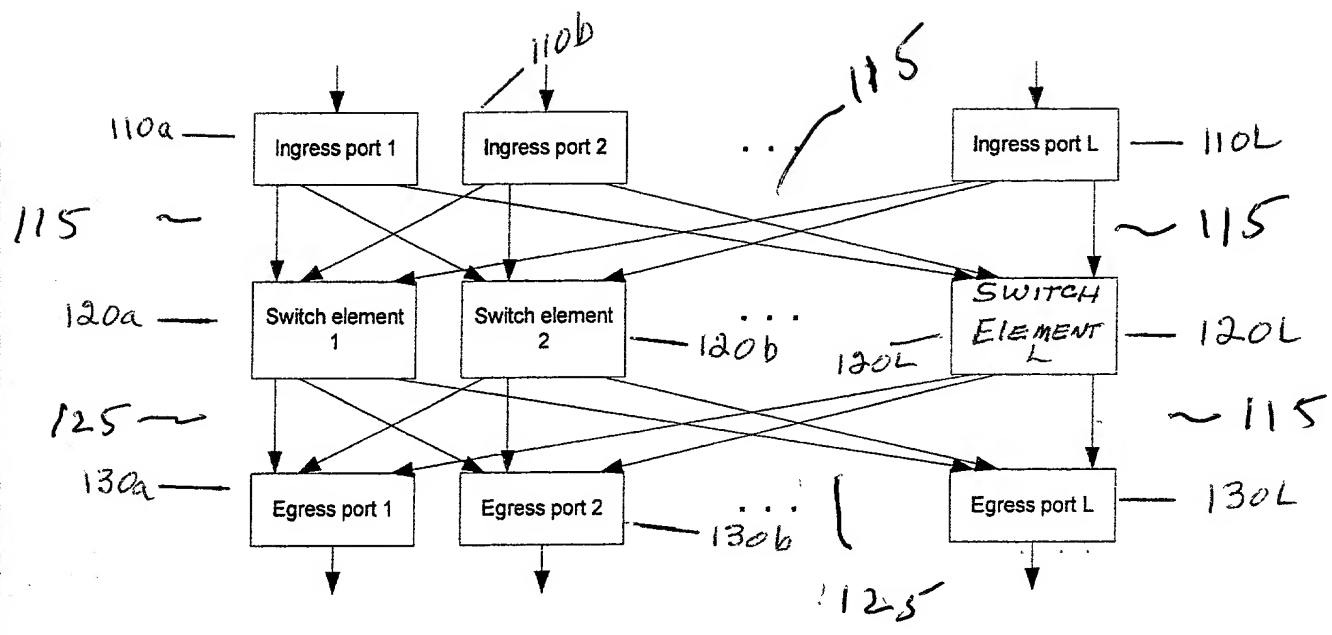 110b
115
110a
Ingress port 1
Ingress port 2
. . .
Ingress port L
110L
115
115
120a
Switch element
1
Switch element
2
120b
. . .
120L
SWITCH
ELEMENT
L
120L
125
115
130a
Egress port 1
Egress port 2
130b
. . .
Egress port L
130L
125